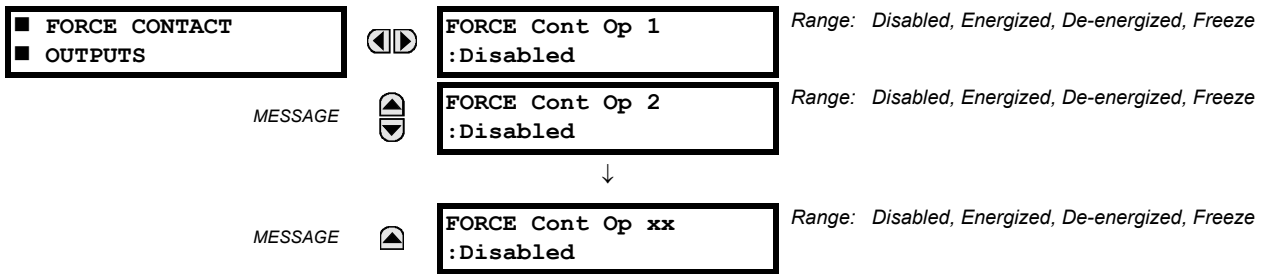 ■ FORCE CONTACT
■ OUTPUTS
FORCE Cont Op 1
:Disabled
Range: Disabled, Energized, De-energized, Freeze
MESSAGE
FORCE Cont Op 2
:Disabled
Range: Disabled, Energized, De-energized, Freeze
↓
MESSAGE
FORCE Cont Op xx
:Disabled
Range: Disabled, Energized, De-energized, Freeze